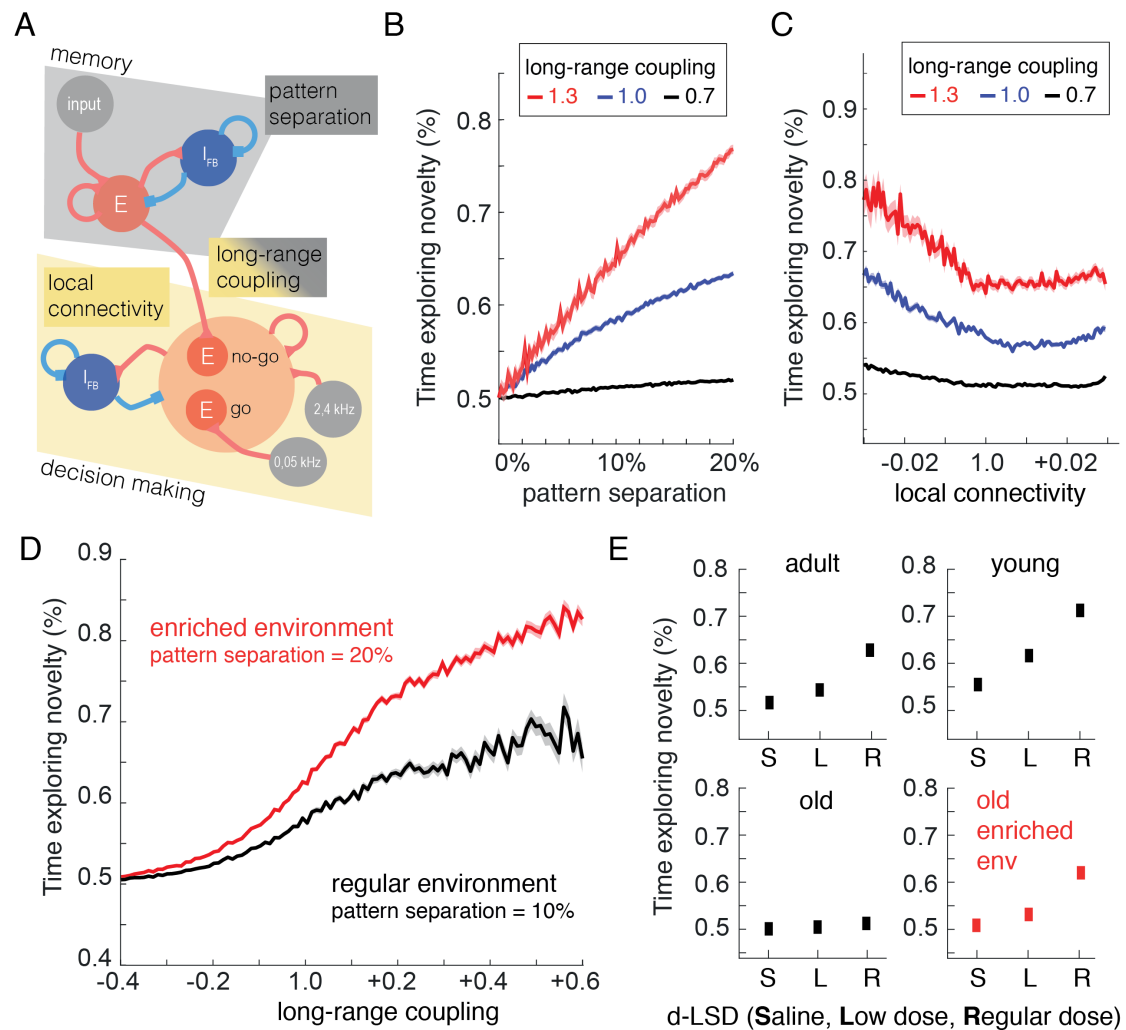 A
memory
input
pattern
separation
I FB
E
long-range
coupling
local
connectivity
E no-go
I FB
E go
2,4 kHz
0,05 kHz
decision making
B
long-range coupling
1.3 1.0 0.7
Time exploring novelty (%)
0.8
0.7
0.6
0.5
0% 10% 20%
pattern separation
C
long-range coupling
1.3 1.0 0.7
Time exploring novelty (%)
0.9
0.8
0.7
0.6
0.5
-0.02 1.0 +0.02
local connectivity
D
Time exploring novelty (%)
0.9
0.8
0.7
0.6
0.5
0.4
enriched environment
pattern separation = 20%
regular environment
pattern separation = 10%
-0.4 -0.2 1.0 +0.2 +0.4 +0.6
long-range coupling
E
Time exploring novelty (%)
adult
0.8
0.7
0.6
0.5
S L R
young
0.8
0.7
0.6
0.5
S L R
old
0.8
0.7
0.6
0.5
S L R
old
enriched
env
0.8
0.7
0.6
0.5
S L R
d-LSD (Saline, Low dose, Regular dose)